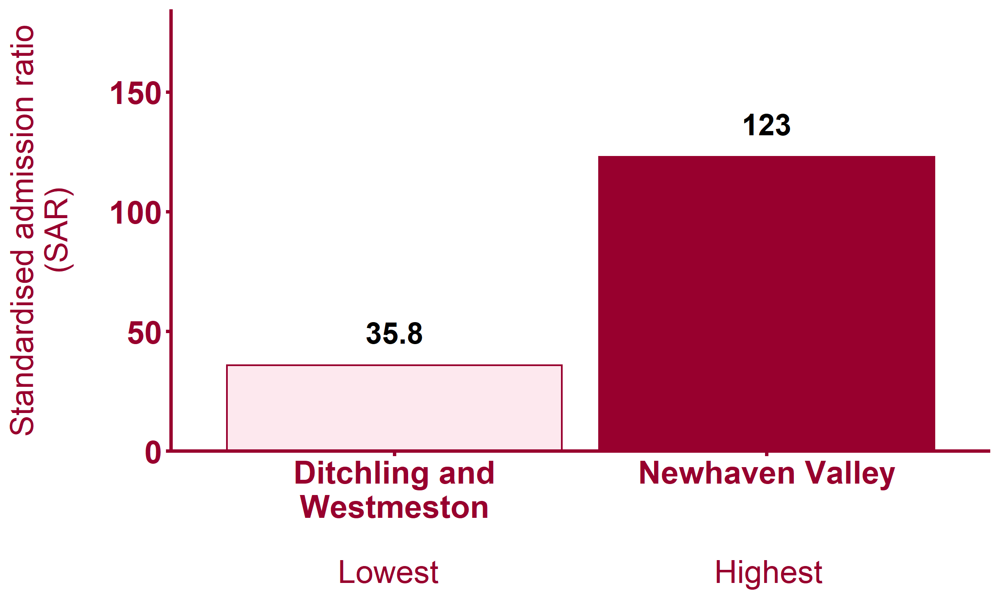 Standardised admission ratio
(SAR)
150
100
50
0
123
35.8
Ditchling and
Westmeston
Newhaven Valley
Lowest
Highest